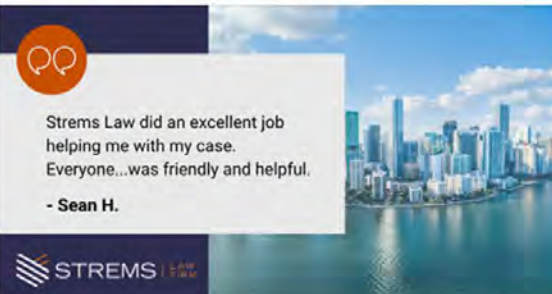 Strems Law did an excellent job
helping me with my case.
Everyone...was friendly and helpful.
- Sean H.
STREMS LAW
FIRM